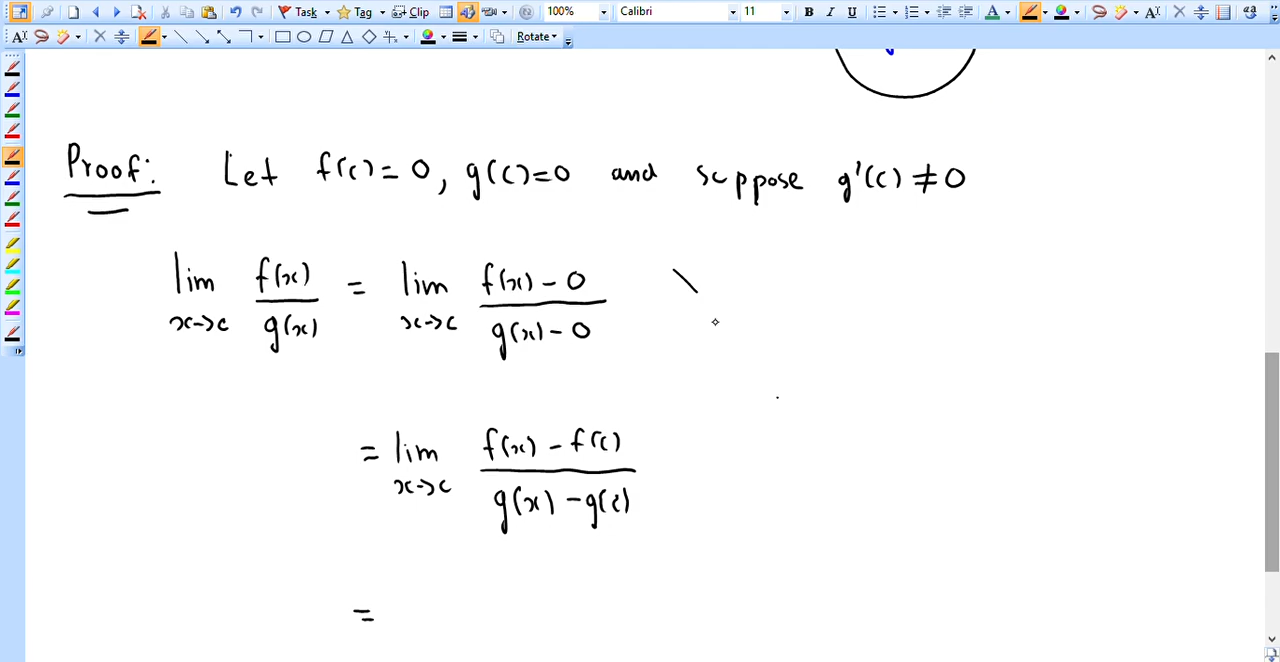 Task Tag Clip 100% Calibri 11 B I U A
Rotate
Proof: Let f(c)=0, g(c)=0 and suppose g'(c) ≠ 0
lim x→c f(x)/g(x) = lim x→c (f(x) - 0)/(g(x) - 0)
= lim x→c (f(x) - f(c))/(g(x) - g(c))
=